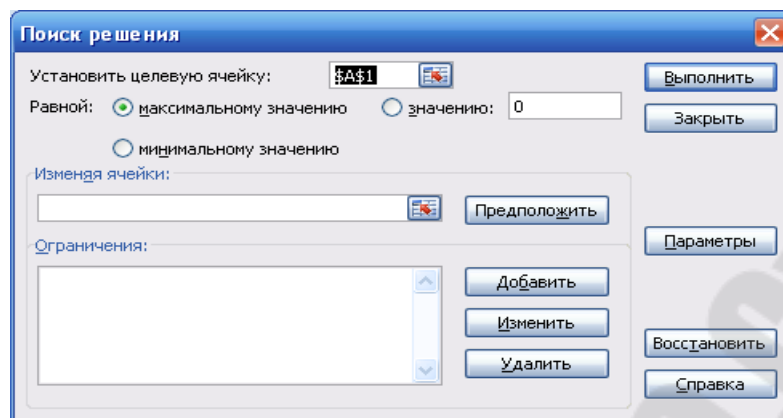 Поиск решения
Установить целевую ячейку: $A$1 Выполнить
Равной: максимальному значению значению: 0 Закрыть
минимальному значению
Изменяя ячейки:
Предположить
Ограничения: Параметры
Добавить
Изменить
Восстановить
Удалить
Справка